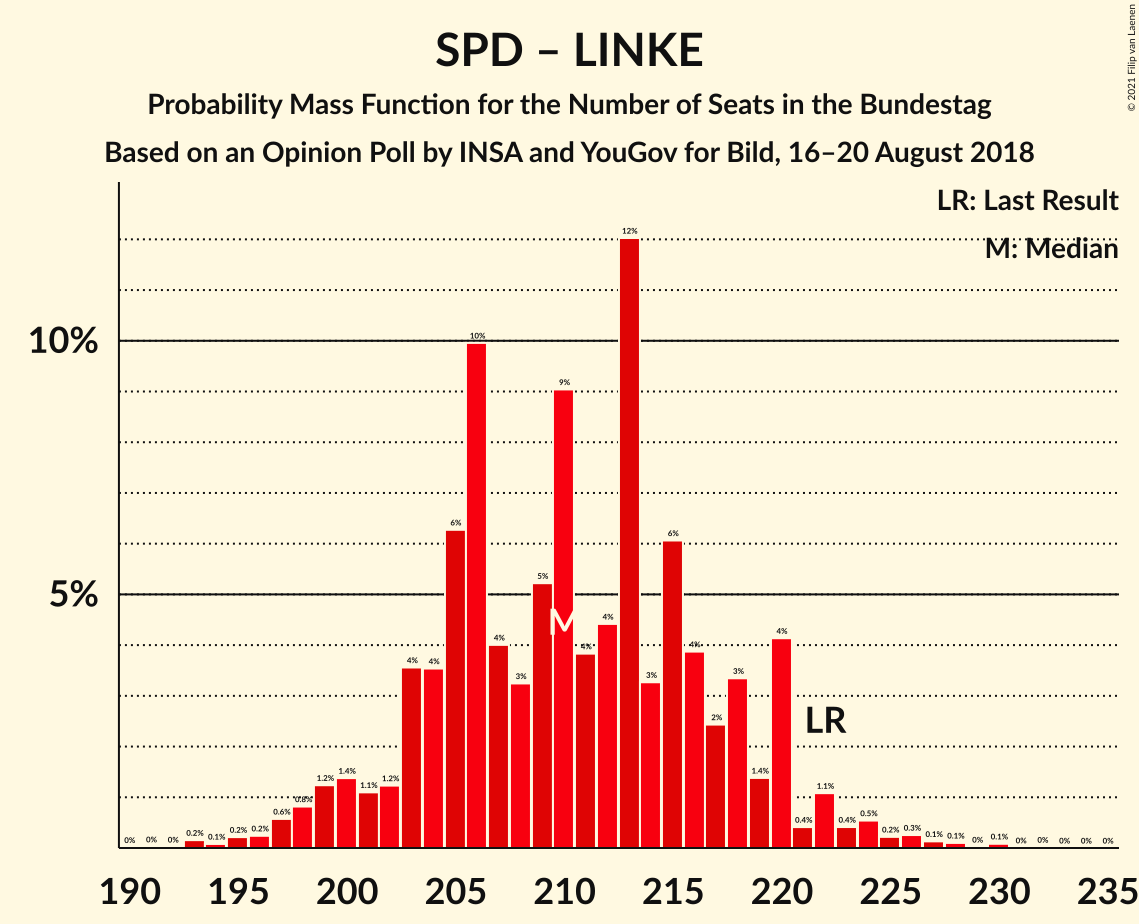 SPD – LINKE
Probability Mass Function for the Number of Seats in the Bundestag
Based on an Opinion Poll by INSA and YouGov for Bild, 16–20 August 2018
© 2021 Filip van Laenen
LR: Last Result
M: Median
10%
5%
0% 0% 0% 0.2% 0.1% 0.2% 0.2% 0.6% 0.8% 1.2% 1.4% 1.1% 1.2% 4% 4% 6% 10% 4% 3% 5% 9% 4% 4% 12% 3% 6% 4% 2% 3% 1.4% 4% 0.4% 1.1% 0.4% 0.5% 0.2% 0.3% 0.1% 0.1% 0% 0.1% 0% 0% 0% 0% 0%
M
LR
190 195 200 205 210 215 220 225 230 235